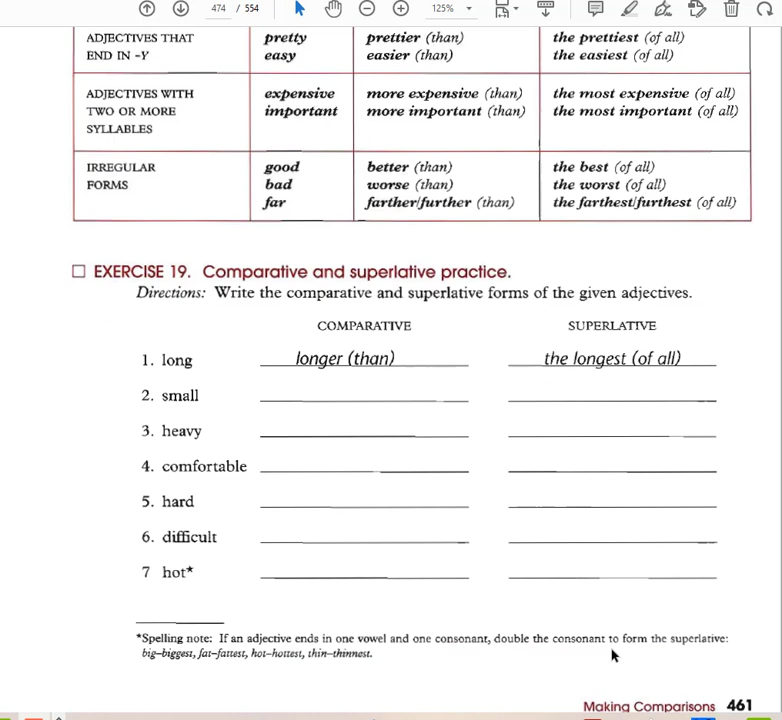 474 / 554 125%
ADJECTIVES THAT pretty prettier (than) the prettiest (of all)
END IN -Y easy easier (than) the easiest (of all)
ADJECTIVES WITH expensive more expensive (than) the most expensive (of all)
TWO OR MORE important more important (than) the most important (of all)
SYLLABLES
IRREGULAR good better (than) the best (of all)
FORMS bad worse (than) the worst (of all)
far farther/further (than) the farthest/furthest (of all)
EXERCISE 19. Comparative and superlative practice.
Directions: Write the comparative and superlative forms of the given adjectives.
COMPARATIVE SUPERLATIVE
1. long longer (than) the longest (of all)
2. small
3. heavy
4. comfortable
5. hard
6. difficult
7 hot*
*Spelling note: If an adjective ends in one vowel and one consonant, double the consonant to form the superlative:
big–biggest, fat–fattest, hot–hottest, thin–thinnest.
Making Comparisons 461